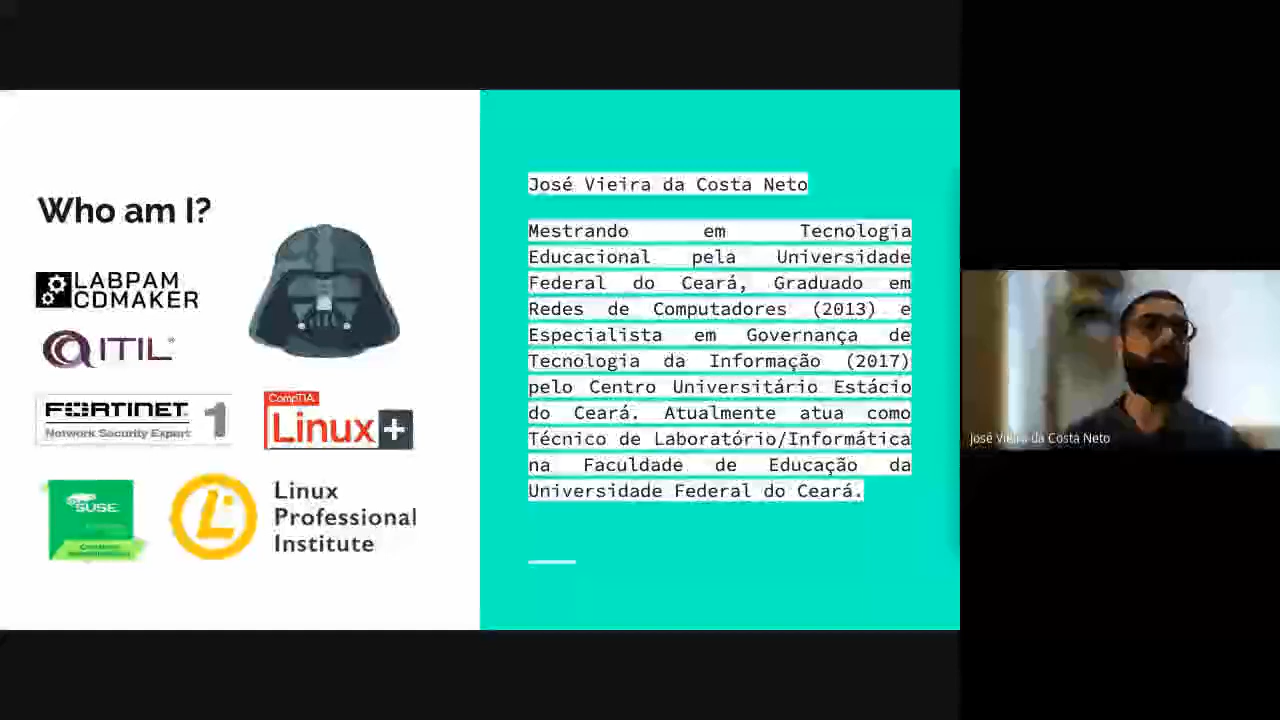 Who am I?
LABPAM
CDMAKER
ITIL®
FORTINET
1
Network Security Expert
CompTIA
Linux+
SUSE
Linux
Professional
Institute
José Vieira da Costa Neto
Mestrando em Tecnologia
Educacional pela Universidade
Federal do Ceará, Graduado em
Redes de Computadores (2013) e
Especialista em Governança de
Tecnologia da Informação (2017)
pelo Centro Universitário Estácio
do Ceará. Atualmente atua como
Técnico de Laboratório/Informática
na Faculdade de Educação da
Universidade Federal do Ceará.
José Vieira da Costa Neto